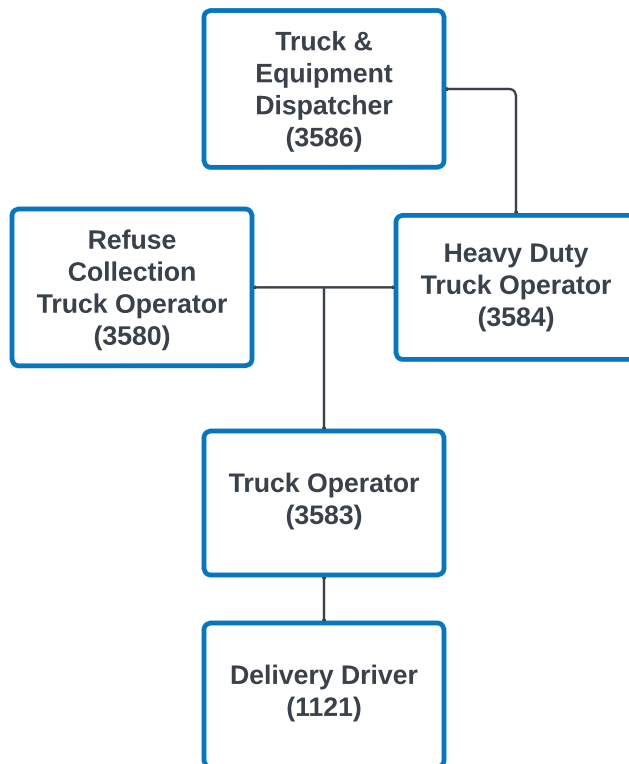 Truck &
Equipment
Dispatcher
(3586)
Refuse
Collection
Truck Operator
(3580)
Heavy Duty
Truck Operator
(3584)
Truck Operator
(3583)
Delivery Driver
(1121)